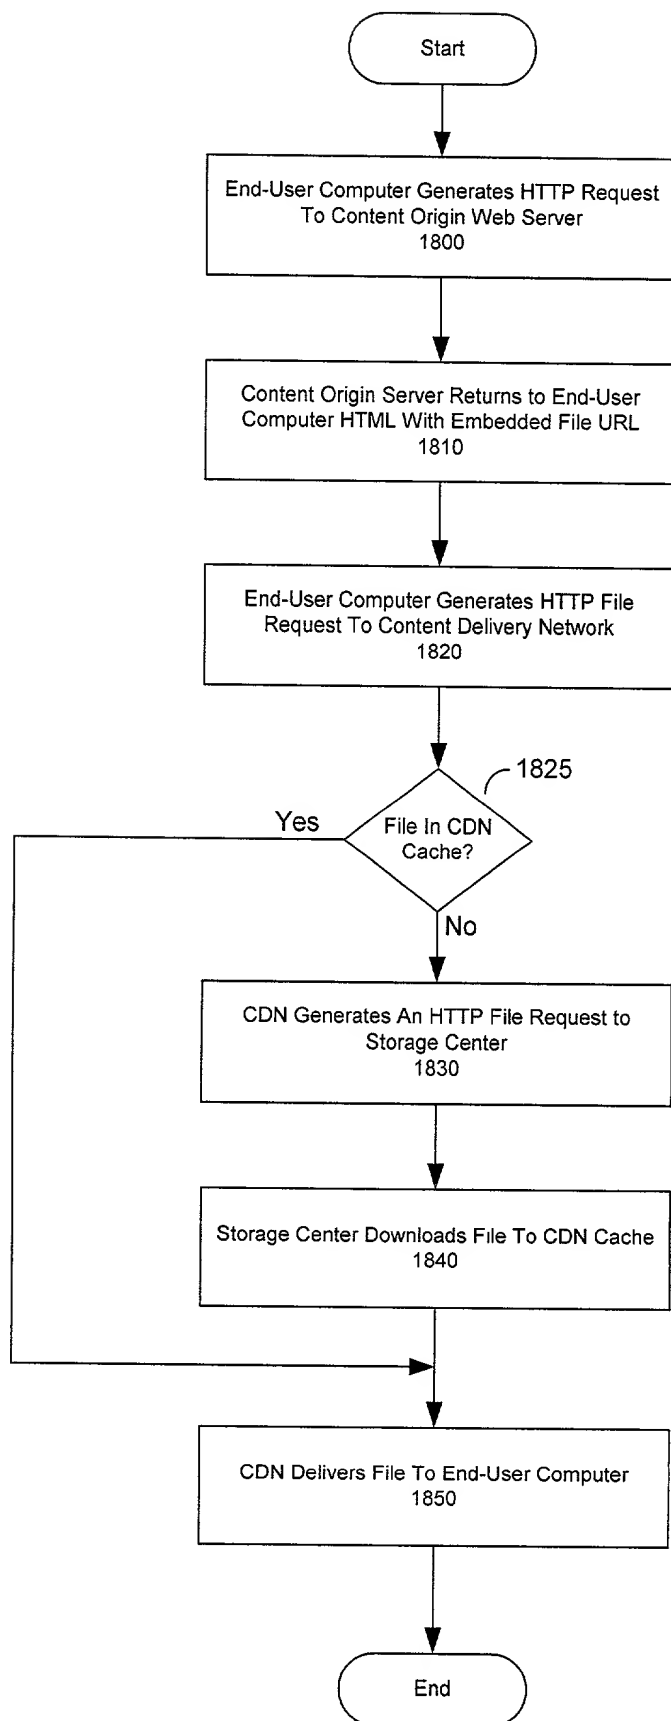 Start
End-User Computer Generates HTTP Request
To Content Origin Web Server
1800
Content Origin Server Returns to End-User
Computer HTML With Embedded File URL
1810
End-User Computer Generates HTTP File
Request To Content Delivery Network
1820
1825
Yes
File In CDN
Cache?
No
CDN Generates An HTTP File Request to
Storage Center
1830
Storage Center Downloads File To CDN Cache
1840
CDN Delivers File To End-User Computer
1850
End